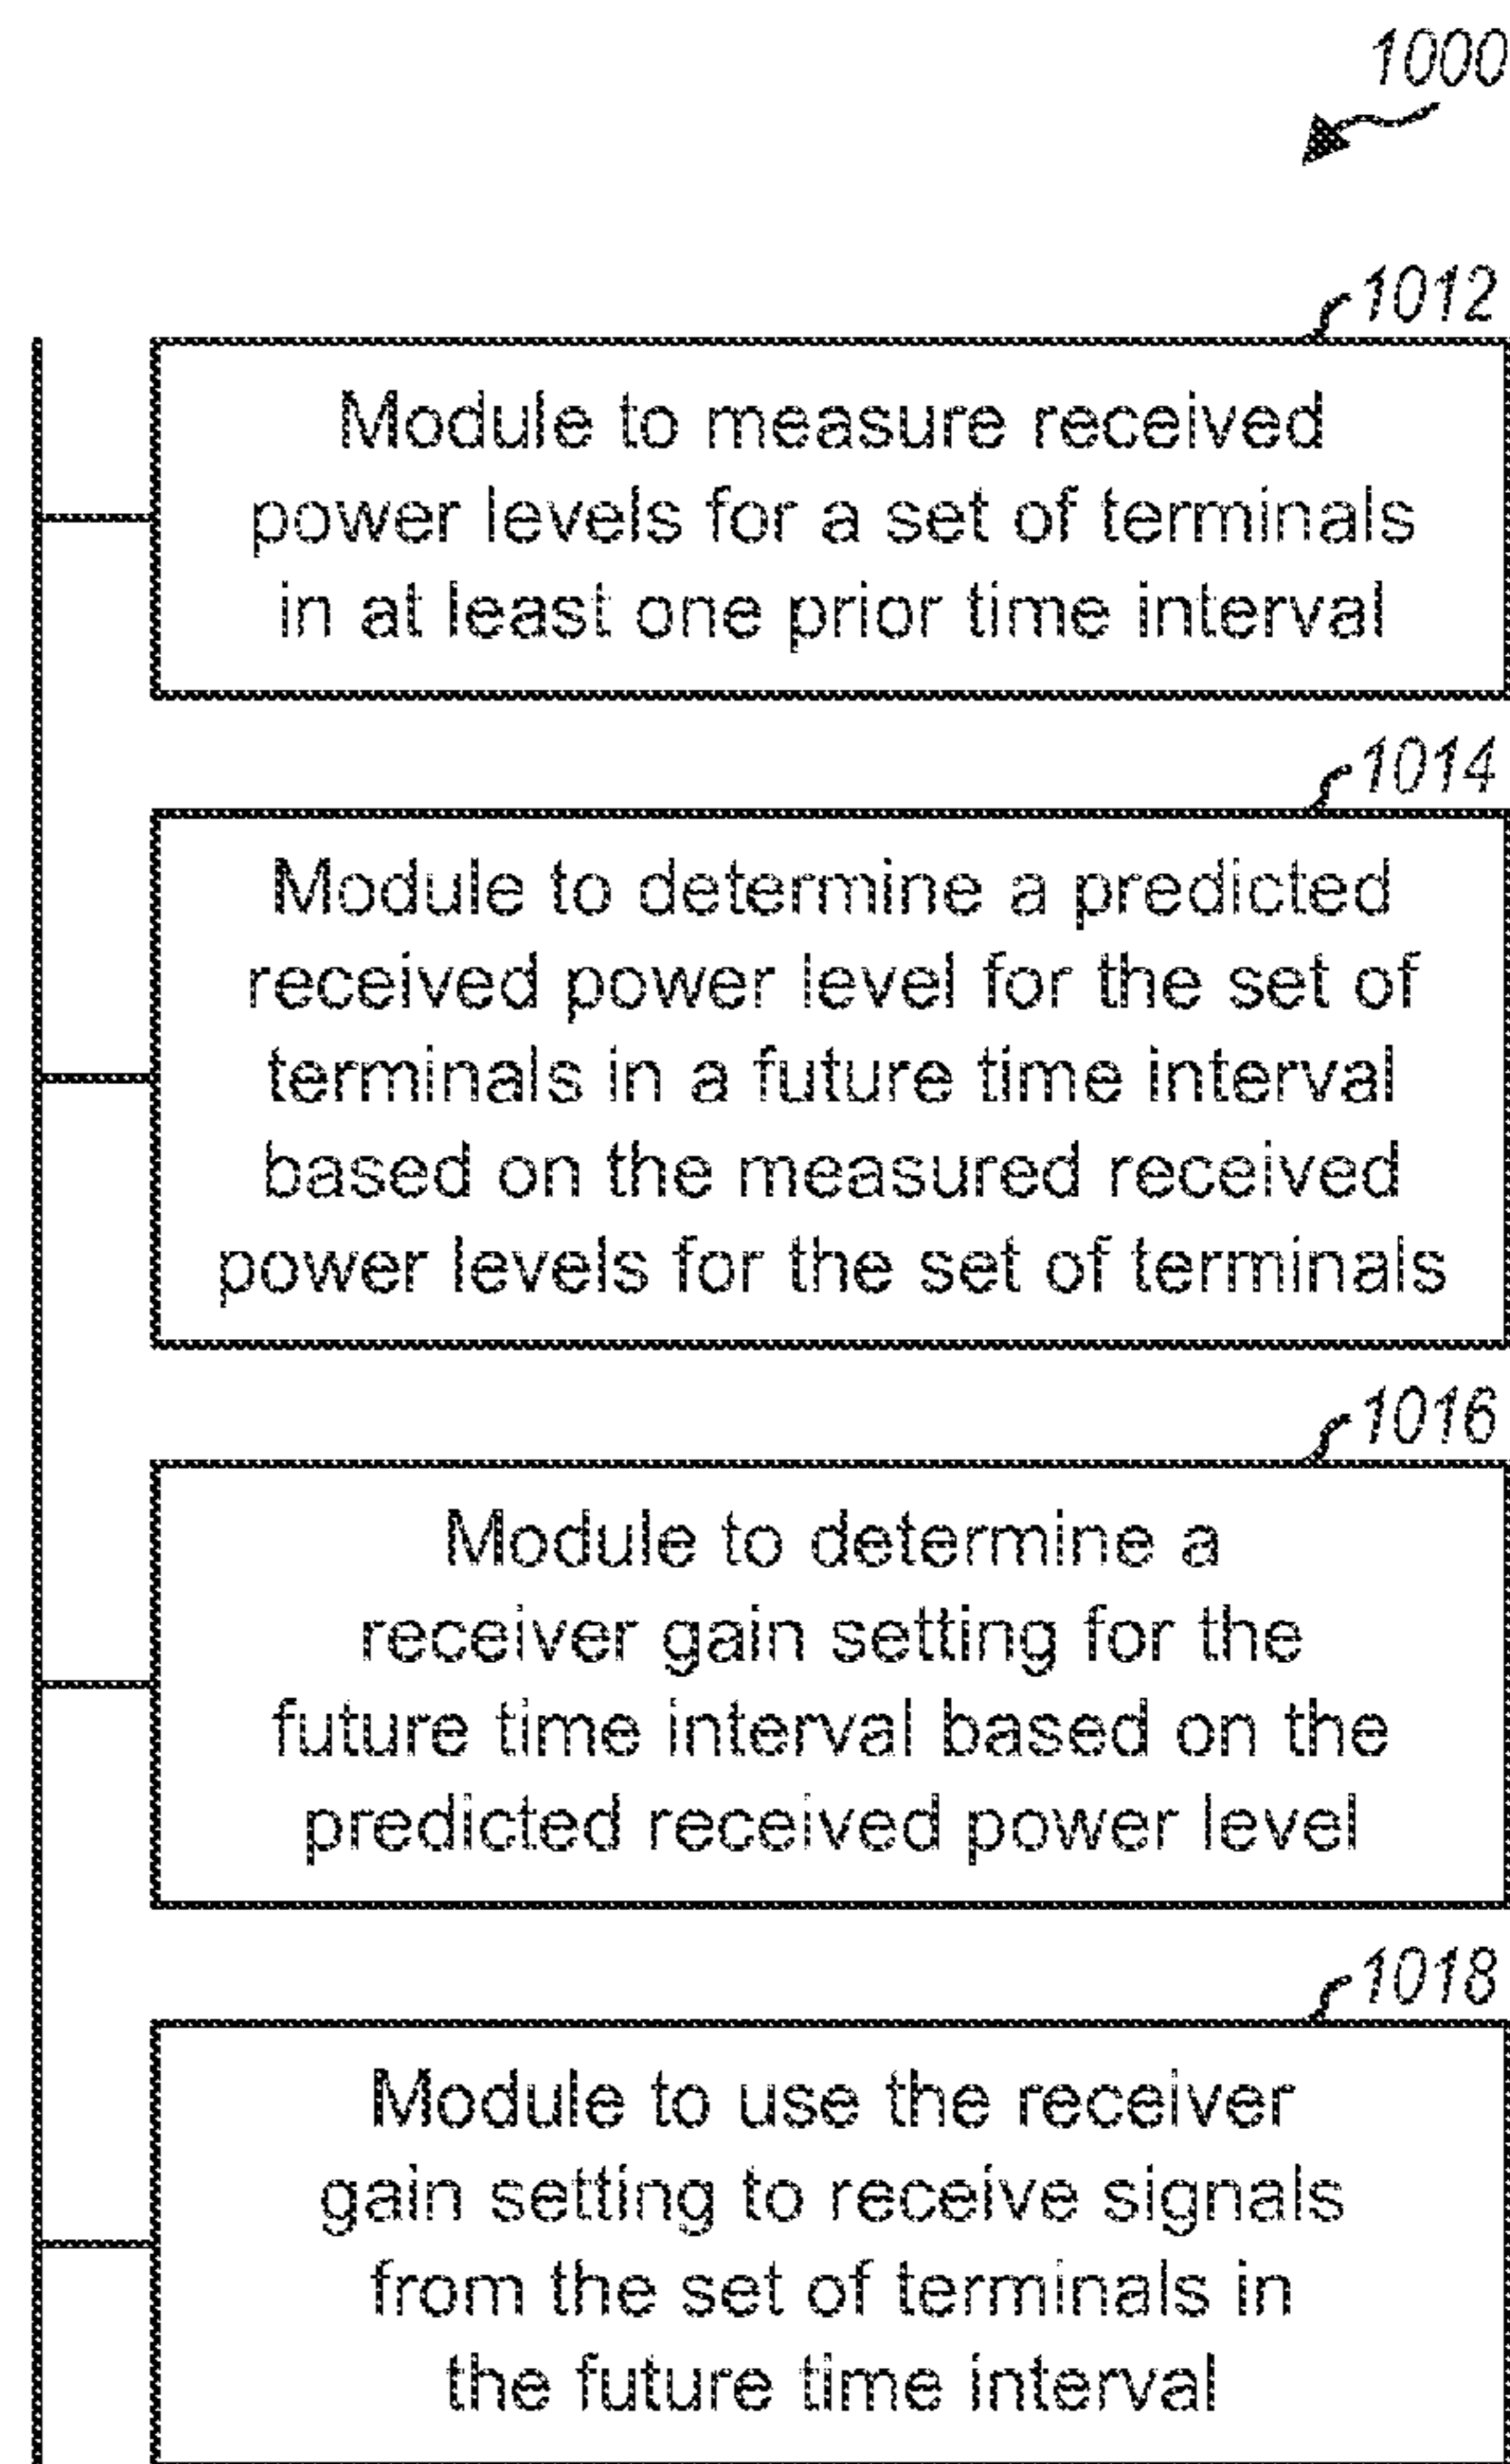 1000
1012
Module to measure received
power levels for a set of terminals
in at least one prior time interval
1014
Module to determine a predicted
received power level for the set of
terminals in a future time interval
based on the measured received
power levels for the set of terminals
1016
Module to determine a
receiver gain setting for the
future time interval based on the
predicted received power level
1018
Module to use the receiver
gain setting to receive signals
from the set of terminals in
the future time interval